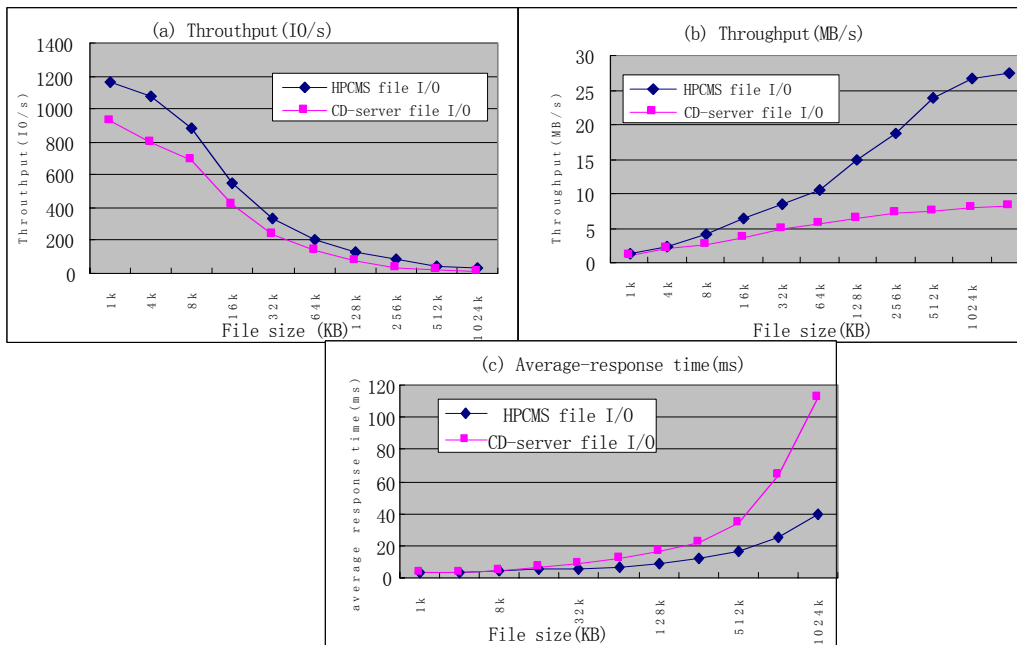 (a) Throuthput(IO/s)
1400
1200
1000
800
600
400
200
0
Throuthput(IO/s)
HPCMS file I/O
CD-server file I/O
1k
4k
8k
16k
32k
64k
128k
256k
512k
1024k
File size (KB)
(b) Throughput(MB/s)
30
25
20
15
10
5
0
Throughput(MB/s)
HPCMS file I/O
CD-server file I/O
1k
4k
8k
16k
32k
64k
128k
256k
512k
1024k
File size(KB)
(c) Average-response time(ms)
120
100
80
60
40
20
0
average responsetime(ms)
HPCMS file I/O
CD-server file I/O
1k
8k
32k
128k
512k
1024k
File size(KB)